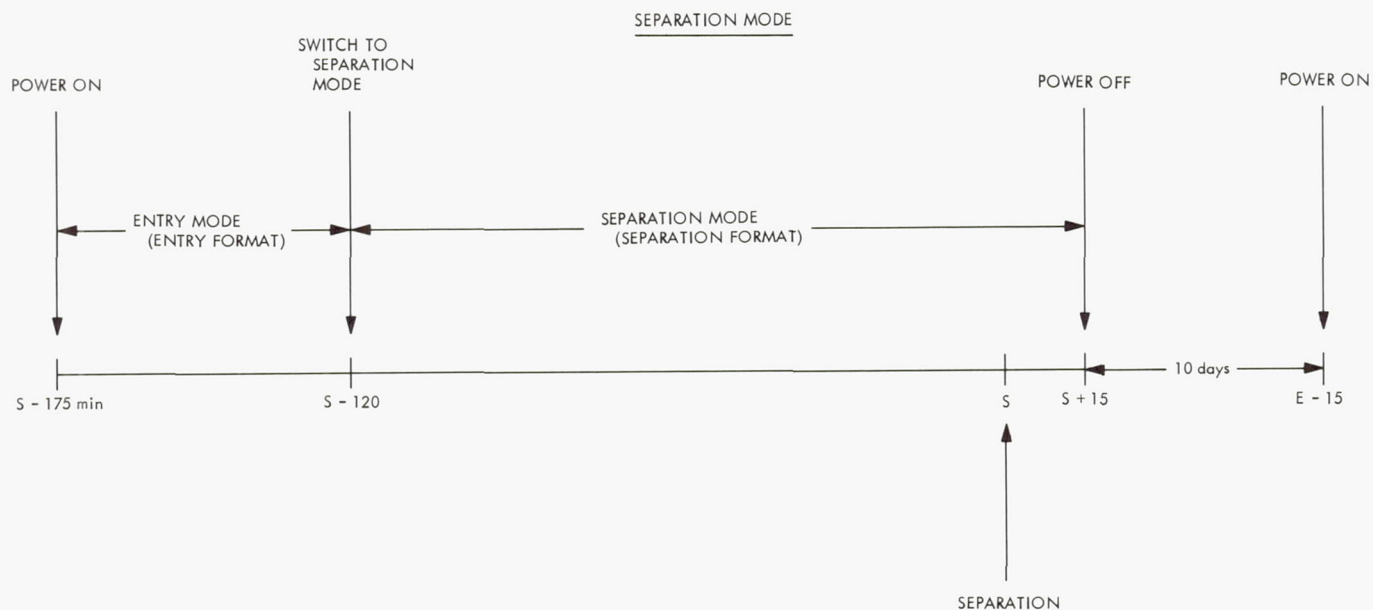 SEPARATION MODE
SWITCH TO
SEPARATION
MODE
POWER ON
POWER OFF
POWER ON
ENTRY MODE
(ENTRY FORMAT)
SEPARATION MODE
(SEPARATION FORMAT)
10 days
S - 175 min
S - 120
S
S + 15
E - 15
SEPARATION